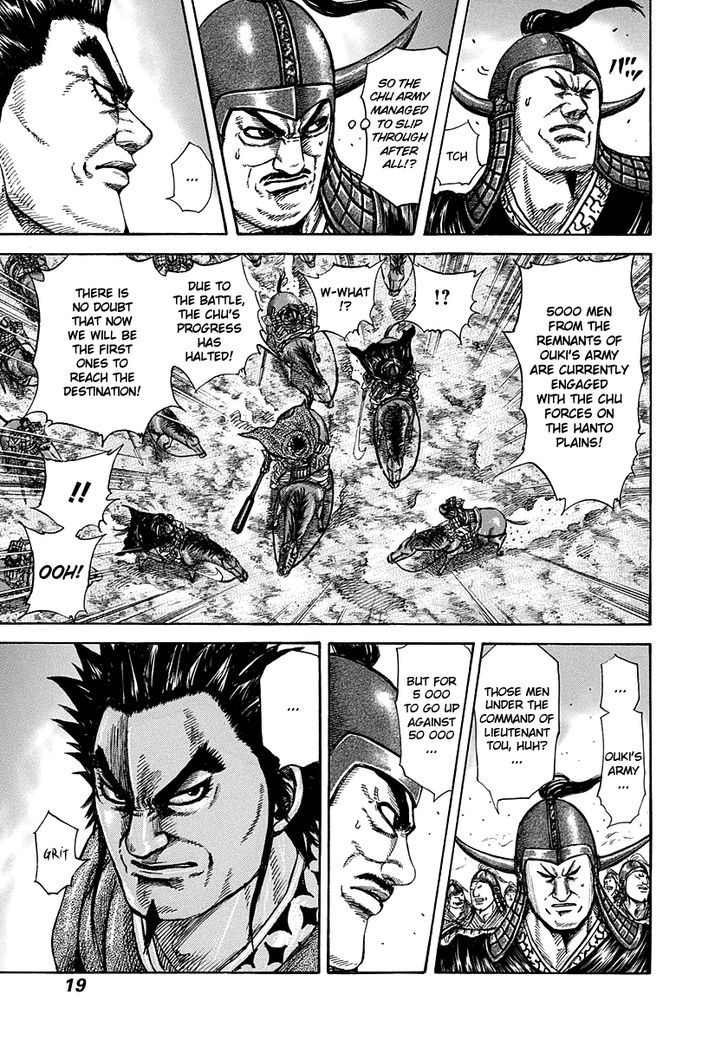 TCH
SO THE
CHU ARMY
MANAGED
TO SLIP
THROUGH
AFTER
ALL!?
...
5000 MEN
FROM THE
REMNANTS OF
OUKI'S ARMY
ARE CURRENTLY
ENGAGED
WITH THE CHU
FORCES ON
THE HANTO
PLAINS!
!?
W-WHAT
!?
DUE TO
THE BATTLE,
THE CHU'S
PROGRESS
HAS
HALTED!
THERE IS
NO DOUBT
THAT NOW
WE WILL BE
THE FIRST
ONES TO
REACH THE
DESTINATION!
!!
OOH!
...
OUKI'S
ARMY
...
THOSE MEN
UNDER THE
COMMAND OF
LIEUTENANT
TOU, HUH?
BUT FOR
5 000
TO GO UP
AGAINST
50 000
...
...
GRIT
19